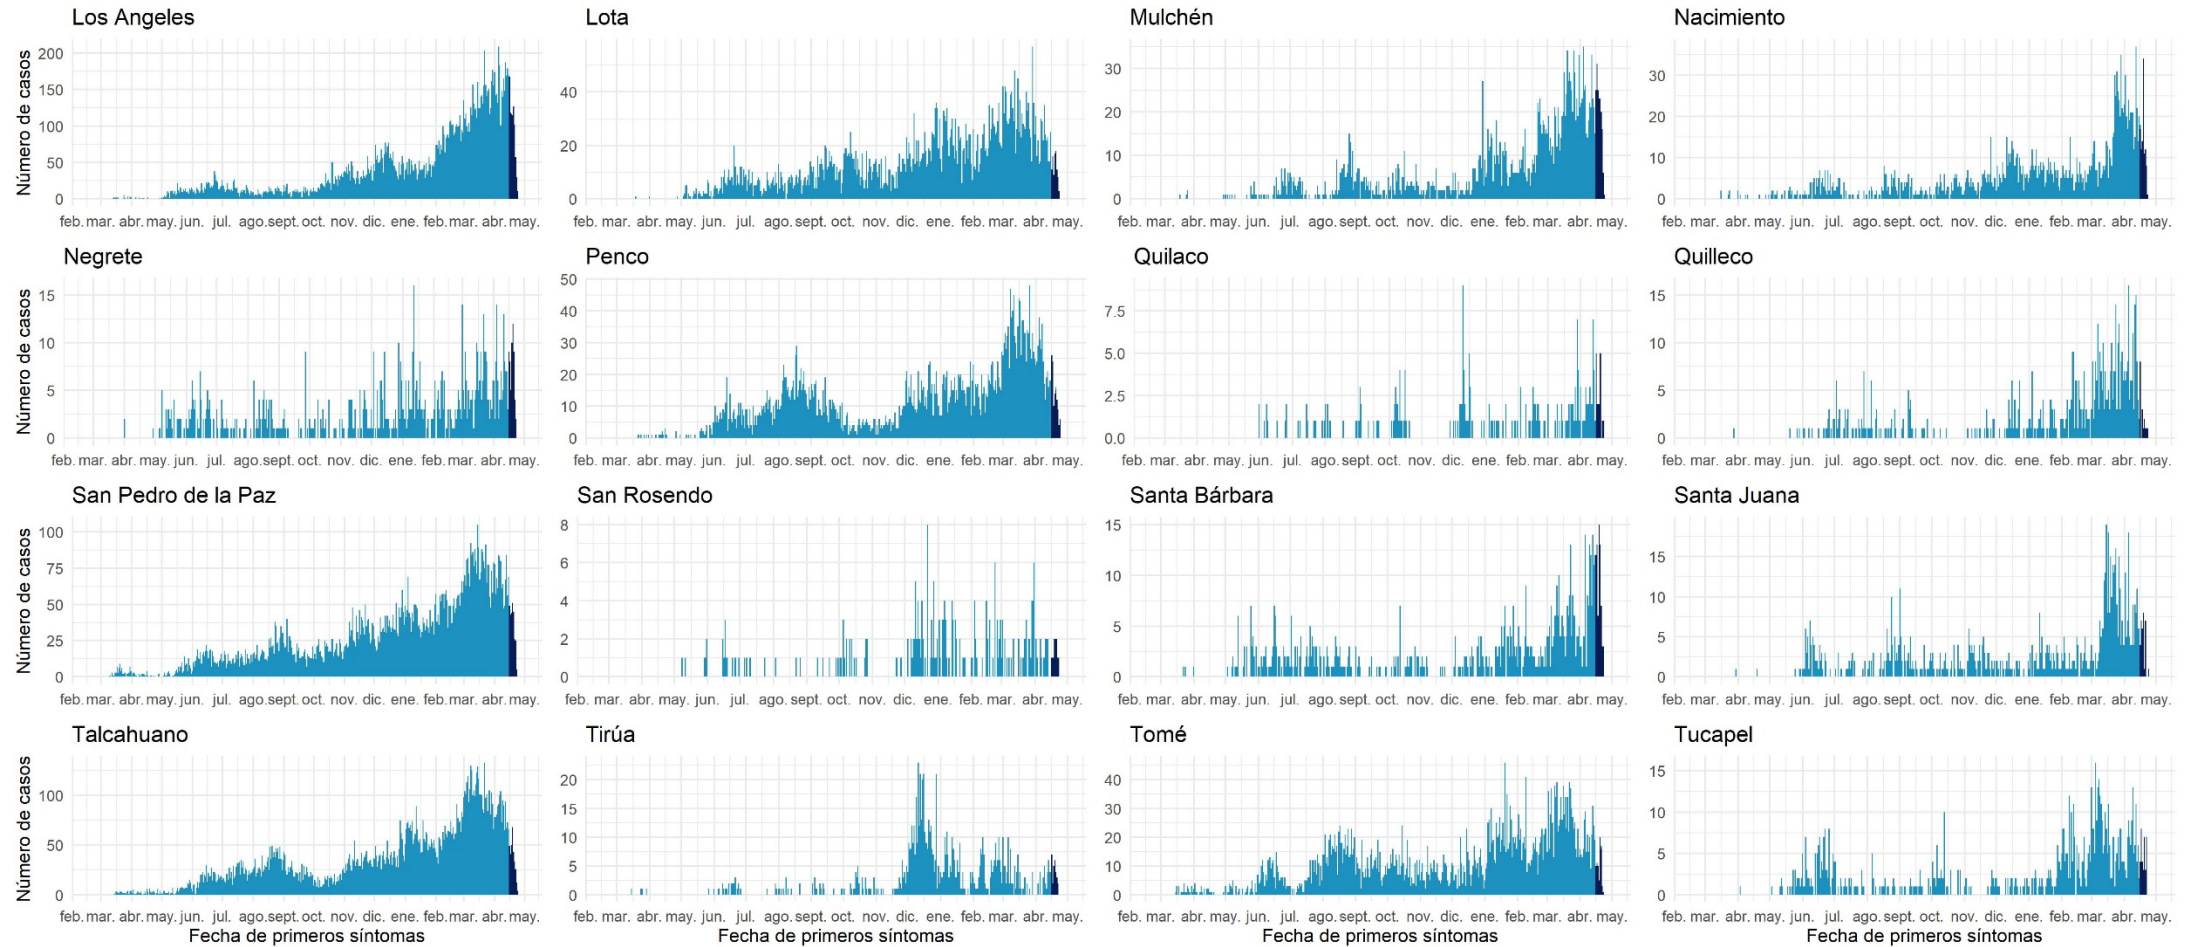 Los Angeles
Lota
Mulchén
Nacimiento
Número de casos
200
150
100
50
0
40
20
0
30
20
10
0
30
20
10
0
feb. mar. abr. may. jun. jul. ago. sept. oct. nov. dic. ene. feb. mar. abr. may.
feb. mar. abr. may. jun. jul. ago. sept. oct. nov. dic. ene. feb. mar. abr. may.
feb. mar. abr. may. jun. jul. ago. sept. oct. nov. dic. ene. feb. mar. abr. may.
feb. mar. abr. may. jun. jul. ago. sept. oct. nov. dic. ene. feb. mar. abr. may.
Negrete
Penco
Quilaco
Quilleco
Número de casos
15
10
5
0
50
40
30
20
10
0
7.5
5.0
2.5
0.0
15
10
5
0
feb. mar. abr. may. jun. jul. ago. sept. oct. nov. dic. ene. feb. mar. abr. may.
feb. mar. abr. may. jun. jul. ago. sept. oct. nov. dic. ene. feb. mar. abr. may.
feb. mar. abr. may. jun. jul. ago. sept. oct. nov. dic. ene. feb. mar. abr. may.
feb. mar. abr. may. jun. jul. ago. sept. oct. nov. dic. ene. feb. mar. abr. may.
San Pedro de la Paz
San Rosendo
Santa Bárbara
Santa Juana
Número de casos
100
75
50
25
0
8
6
4
2
0
15
10
5
0
15
10
5
0
feb. mar. abr. may. jun. jul. ago. sept. oct. nov. dic. ene. feb. mar. abr. may.
feb. mar. abr. may. jun. jul. ago. sept. oct. nov. dic. ene. feb. mar. abr. may.
feb. mar. abr. may. jun. jul. ago. sept. oct. nov. dic. ene. feb. mar. abr. may.
feb. mar. abr. may. jun. jul. ago. sept. oct. nov. dic. ene. feb. mar. abr. may.
Talcahuano
Tirúa
Tomé
Tucapel
Número de casos
100
50
0
20
15
10
5
0
40
30
20
10
0
15
10
5
0
feb. mar. abr. may. jun. jul. ago. sept. oct. nov. dic. ene. feb. mar. abr. may.
feb. mar. abr. may. jun. jul. ago. sept. oct. nov. dic. ene. feb. mar. abr. may.
feb. mar. abr. may. jun. jul. ago. sept. oct. nov. dic. ene. feb. mar. abr. may.
feb. mar. abr. may. jun. jul. ago. sept. oct. nov. dic. ene. feb. mar. abr. may.
Fecha de primeros síntomas
Fecha de primeros síntomas
Fecha de primeros síntomas
Fecha de primeros síntomas